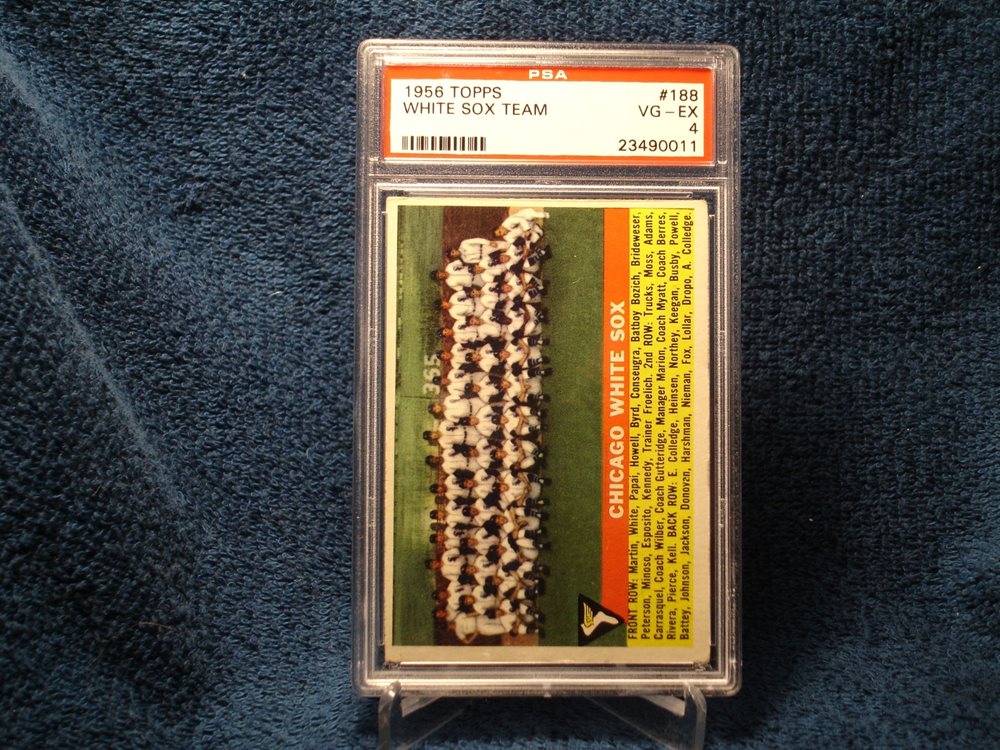 PSA
1956 TOPPS #188
WHITE SOX TEAM VG-EX
4
23490011
355
CHICAGO WHITE SOX
FRONT ROW: Martin, White, Papai, Howell, Byrd, Conseugra, Batboy Bozich, Brideweser,
Peterson, Minoso, Esposito, Kennedy, Trainer Froelich. 2nd ROW: Trucks, Moss, Adams,
Carrasquel, Coach Wilber, Coach Gutteridge, Manager Marion, Coach Myatt, Coach Berres,
Rivera, Pierce, Kell. BACK ROW: E. Colledge, Heinsen, Northey, Keegan, Busby, Powell,
Battey, Johnson, Jackson, Donovan, Harshman, Nieman, Fox, Lollar, Dropo, A. Colledge.